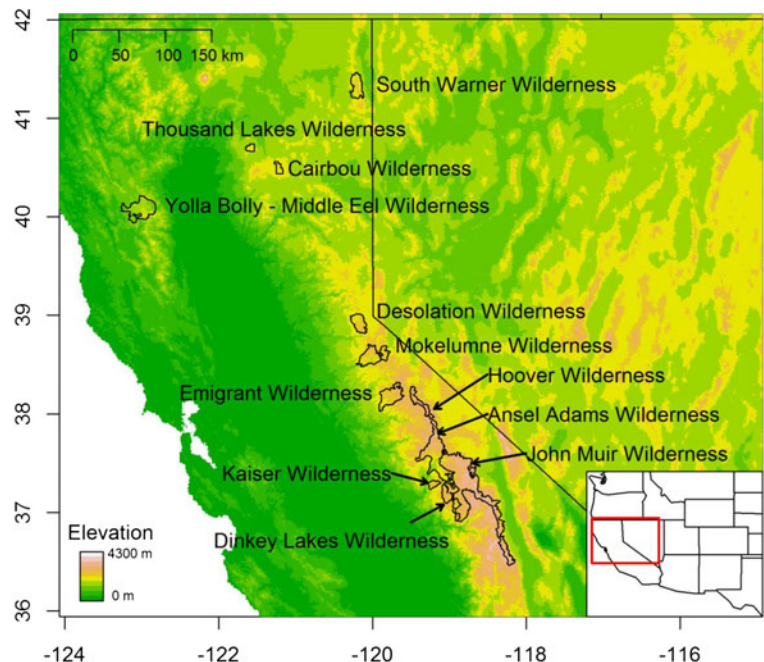 42
0 50 100 150 km
South Warner Wilderness
41
Thousand Lakes Wilderness
Cairbou Wilderness
Yolla Bolly - Middle Eel Wilderness
40
Desolation Wilderness
39
Mokelumne Wilderness
Hoover Wilderness
Emigrant Wilderness
38
Ansel Adams Wilderness
John Muir Wilderness
Kaiser Wilderness
37
Elevation
Dinkey Lakes Wilderness
4300 m
0 m
36
-124 -122 -120 -118 -116